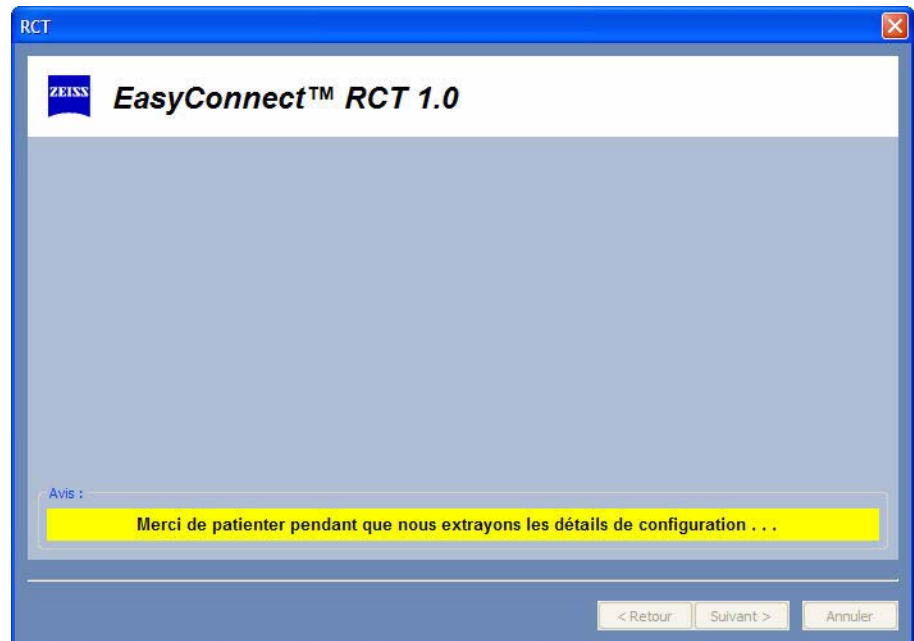 RCT
ZEISS
EasyConnect™ RCT 1.0
Avis :
Merci de patienter pendant que nous extrayons les détails de configuration . . .
< Retour Suivant > Annuler